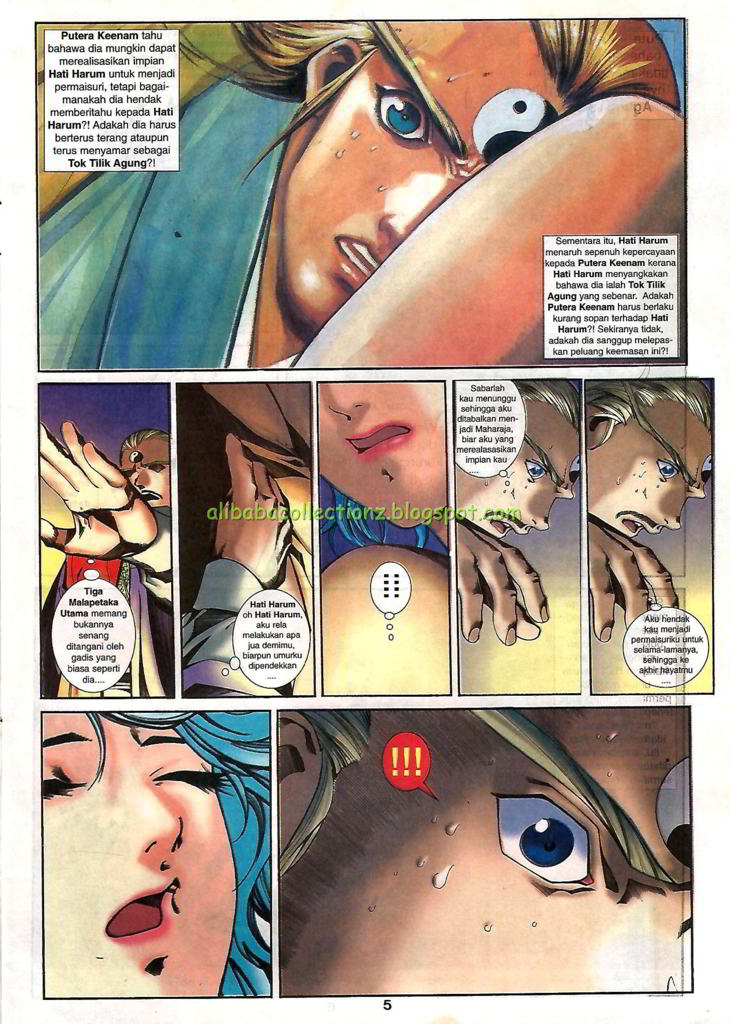 Putera Keenam tahu
bahawa dia mungkin dapat
merealisasikan impian
Hati Harum untuk menjadi
permaisuri, tetapi bagai-
manakah dia hendak
memberitahu kepada Hati
Harum?! Adakah dia harus
berterus terang ataupun
terus menyamar sebagai
Tok Tilik Agung?!
Sementara itu, Hati Harum
menaruh sepenuh kepercayaan
kepada Putera Keenam kerana
Hati Harum menyangkakan
bahawa dia ialah Tok Tilik
Agung yang sebenar. Adakah
Putera Keenam harus berlaku
kurang sopan terhadap Hati
Harum?! Sekiranya tidak,
adakah dia sanggup melepas-
kan peluang keemasan ini?!
Tiga
Malapetaka
Utama memang
bukannya
senang
ditangani oleh
gadis yang
biasa seperti
dia....
Hati Harum
oh Hati Harum,
aku rela
melakukan apa
jua demimu,
biarpun umurku
dipendekkan
....
Sabarlah
kau menunggu
sehingga aku
ditabalkan men-
jadi Maharaja,
biar aku yang
merealasasikan
impian kau
....
Aku hendak
kau menjadi
permaisuriku untuk
selama-lamanya,
sehingga ke
akhir hayatmu
....
alibabacollectionz.blogspot.com
!!!
5